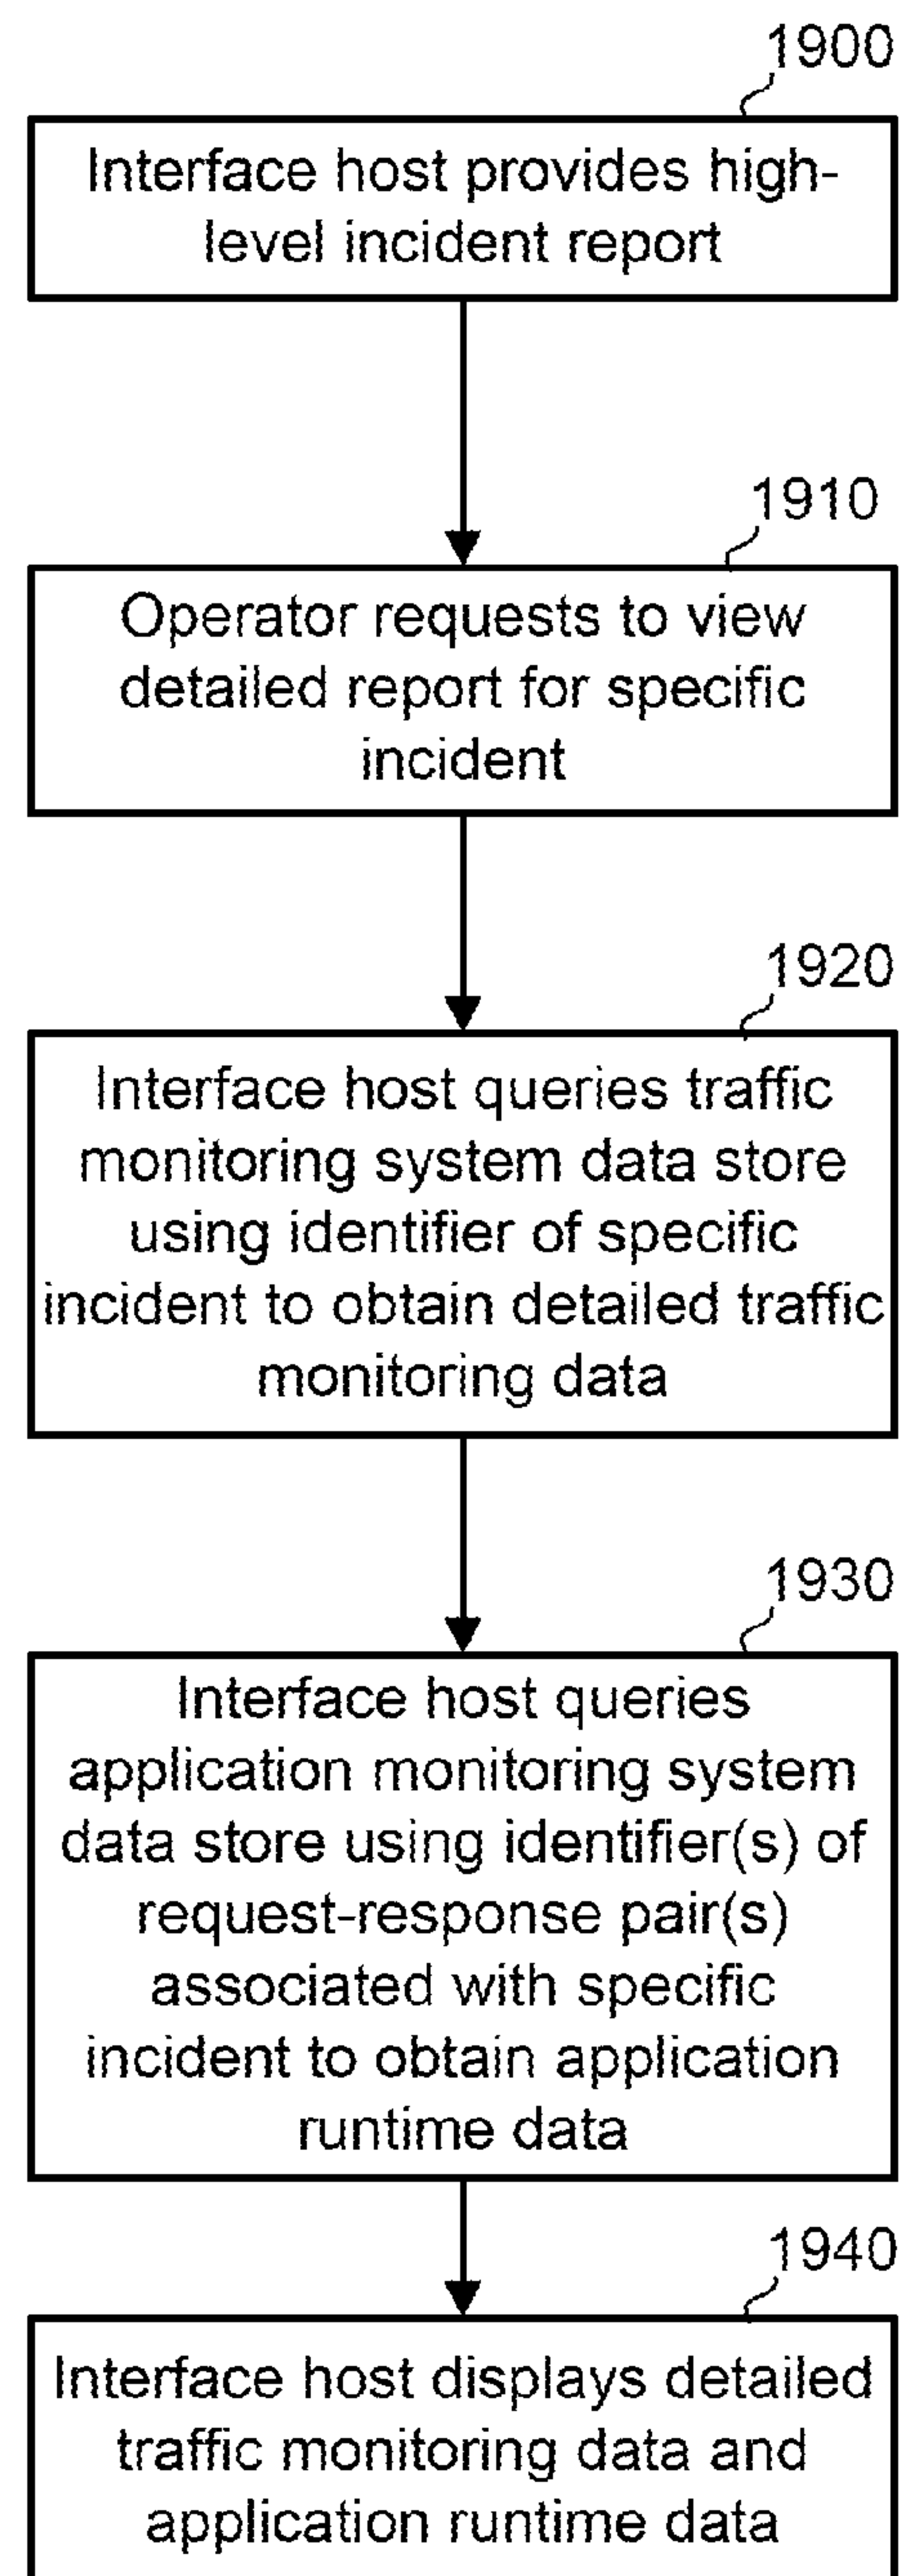 1900
Interface host provides high-
level incident report
1910
Operator requests to view
detailed report for specific
incident
1920
Interface host queries traffic
monitoring system data store
using identifier of specific
incident to obtain detailed traffic
monitoring data
1930
Interface host queries
application monitoring system
data store using identifier(s) of
request-response pair(s)
associated with specific
incident to obtain application
runtime data
1940
Interface host displays detailed
traffic monitoring data and
application runtime data